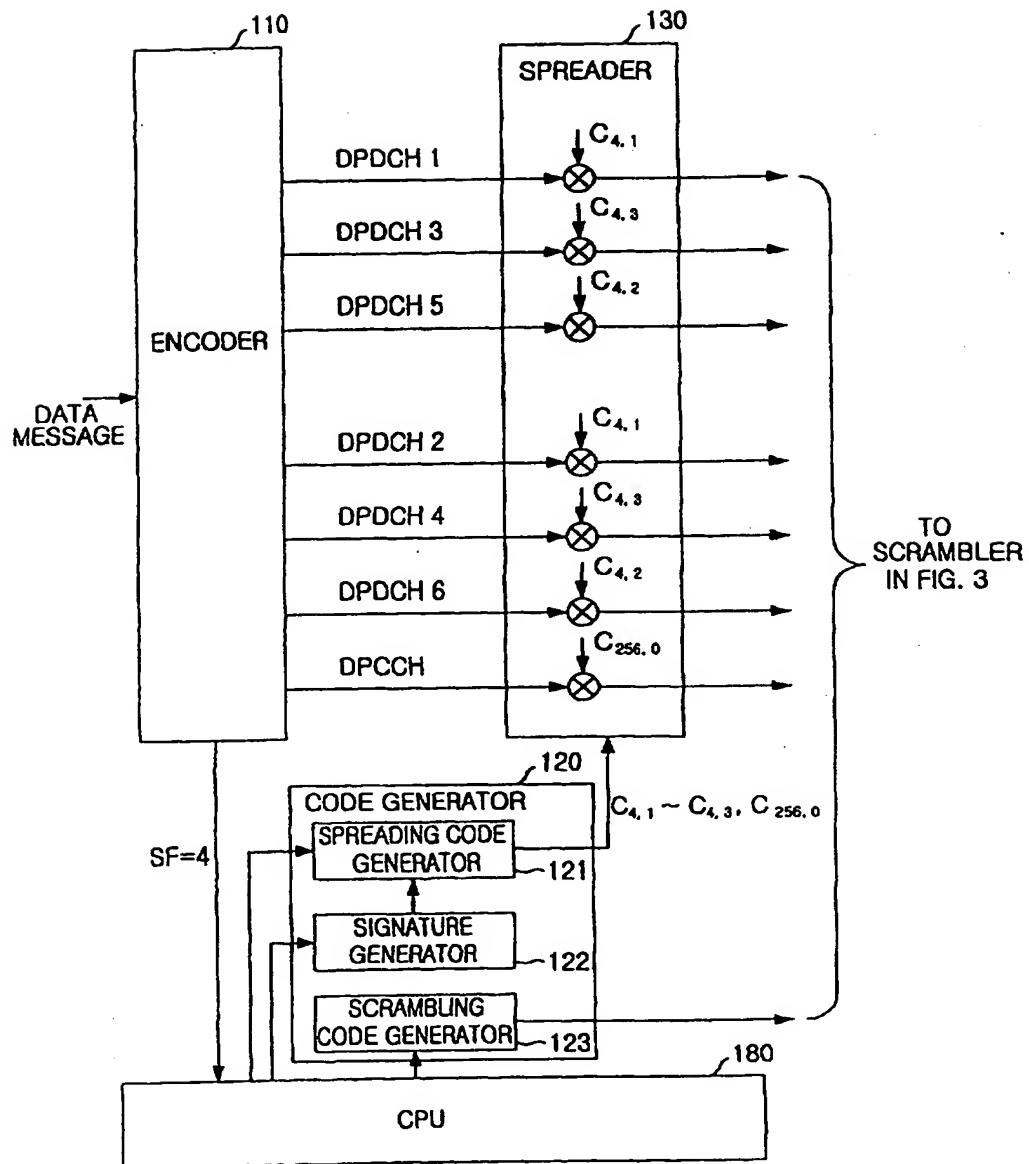 110
130
SPREADER
C4,1
DPDCH 1
C4,3
DPDCH 3
C4,2
DPDCH 5
ENCODER
DATA
MESSAGE
C4,1
DPDCH 2
C4,3
DPDCH 4
C4,2
DPDCH 6
C256,0
DPCCH
TO
SCRAMBLER
IN FIG. 3
120
CODE GENERATOR
C4,1 ~ C4,3, C256,0
SPREADING CODE
GENERATOR
121
SF=4
SIGNATURE
GENERATOR
122
SCRAMBLING
CODE GENERATOR
123
180
CPU